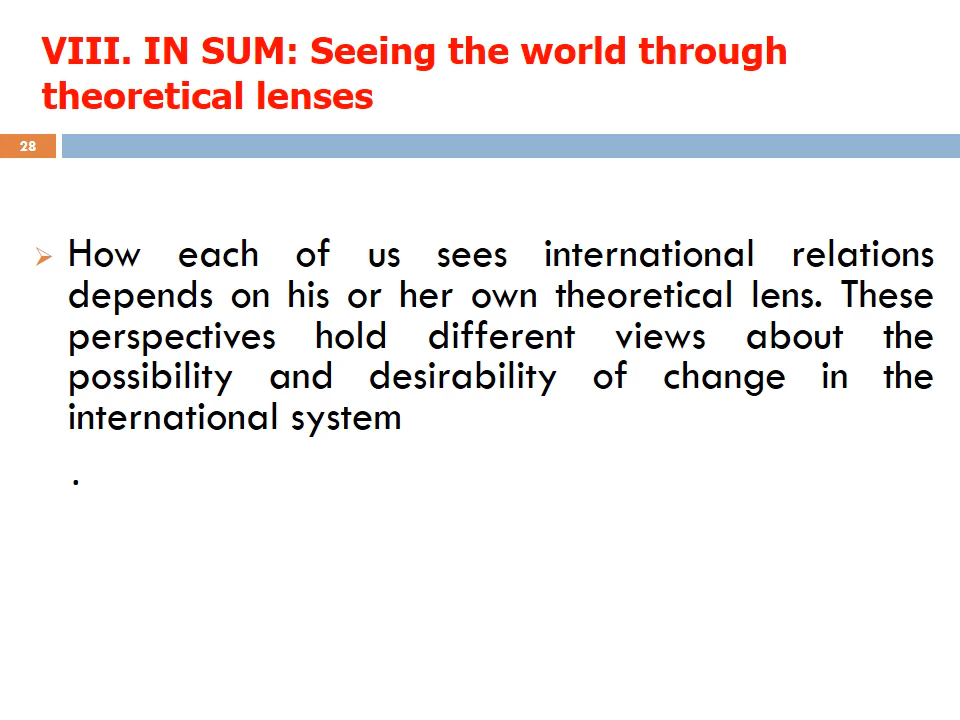 VIII. IN SUM: Seeing the world through
theoretical lenses
28
How each of us sees international relations
depends on his or her own theoretical lens. These
perspectives hold different views about the
possibility and desirability of change in the
international system
.